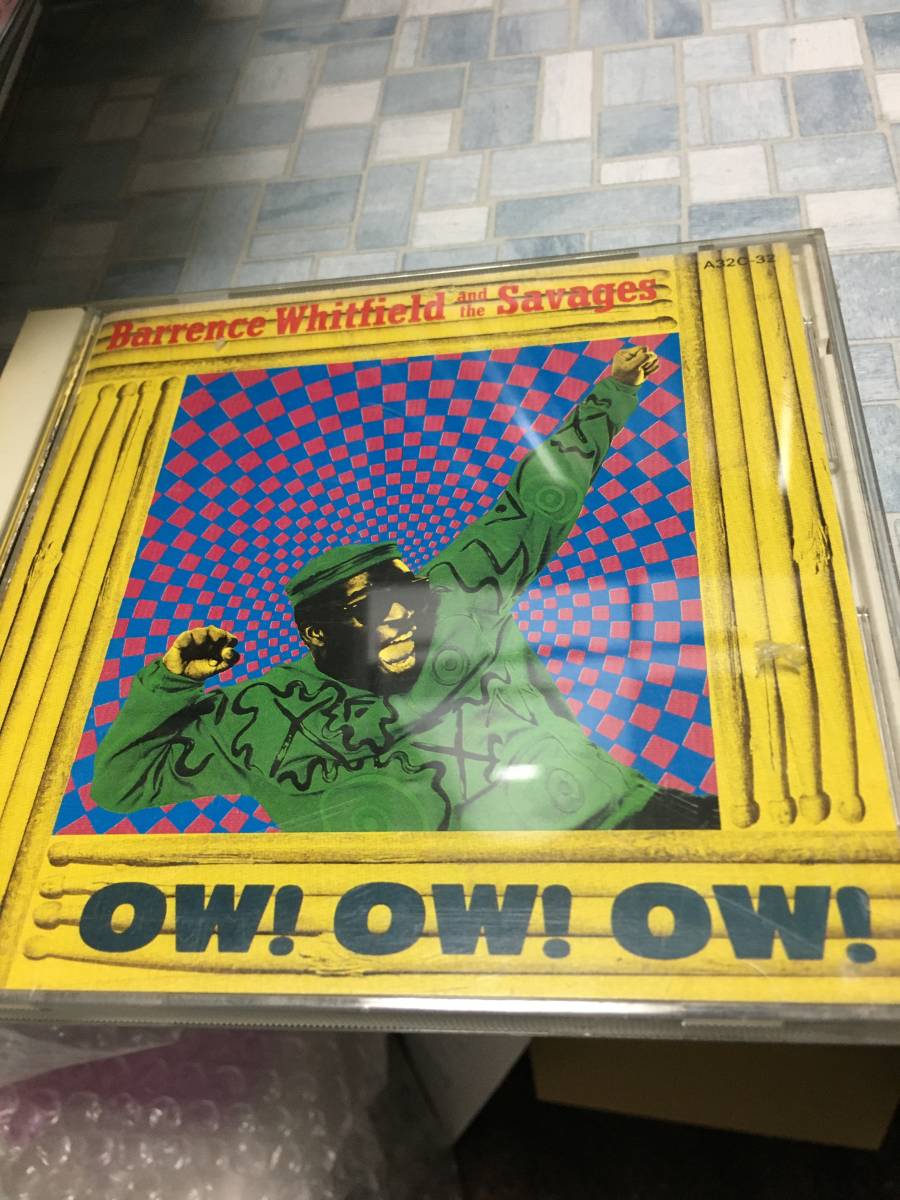 A32C-32
Barrence Whitfield and the Savages
OW! OW! OW!